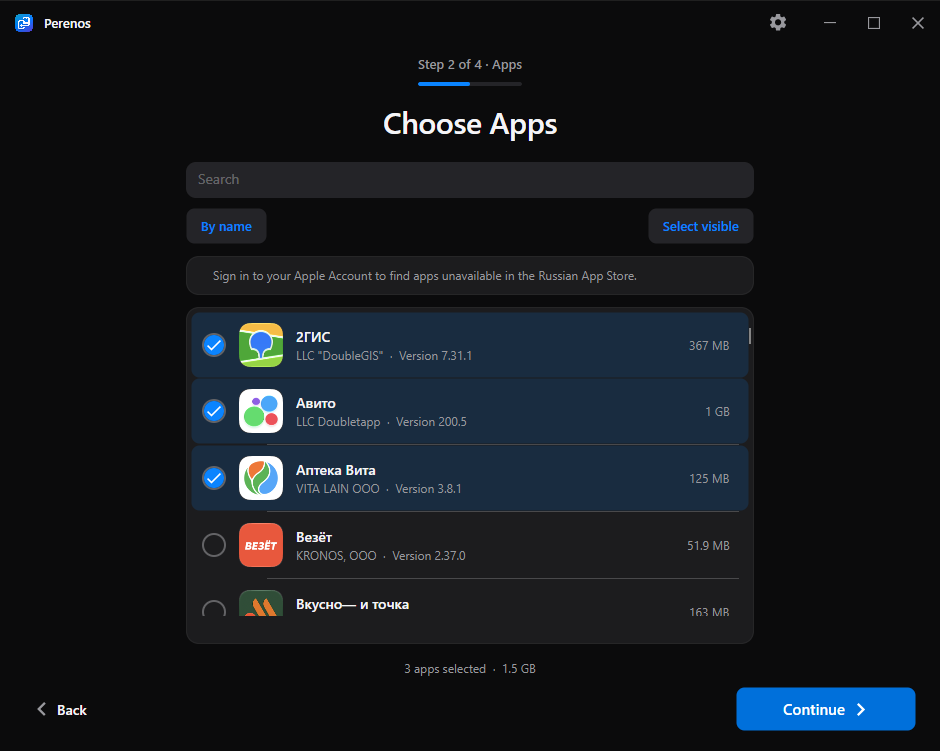 Perenos
Step 2 of 4 · Apps
Choose Apps
Search
By name
Select visible
Sign in to your Apple Account to find apps unavailable in the Russian App Store.
2ГИС
LLC "DoubleGIS" · Version 7.31.1
367 MB
Авито
LLC Doubletapp · Version 200.5
1 GB
Аптека Вита
VITA LAIN OOO · Version 3.8.1
125 MB
ВЕЗЁТ
Везёт
KRONOS, OOO · Version 2.37.0
51.9 MB
Вкусно— и точка
163 MB
3 apps selected · 1.5 GB
Back
Continue